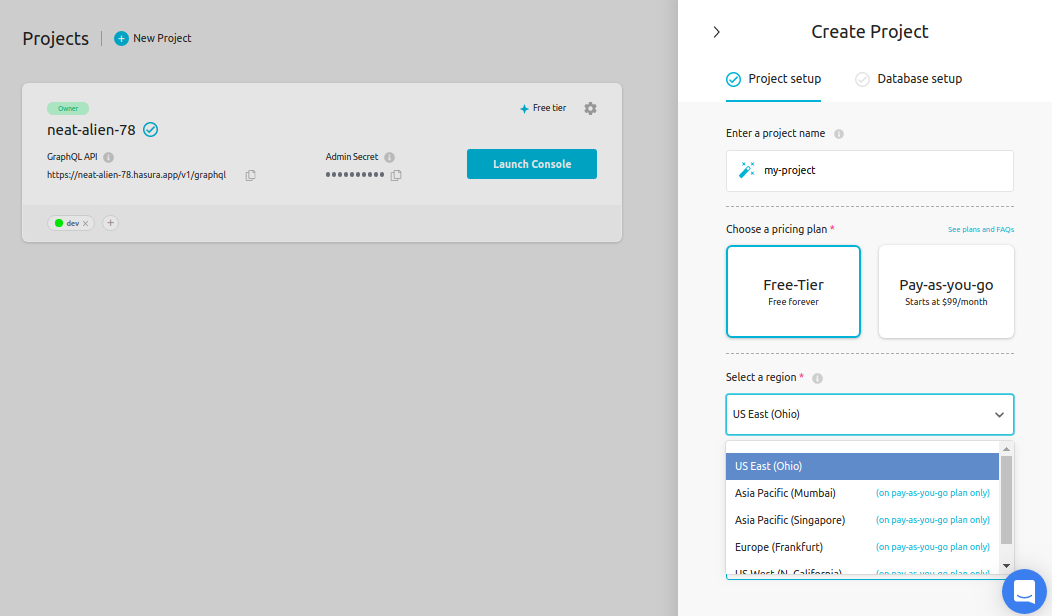 Projects
New Project
Owner
Free tier
neat-alien-78
GraphQL API
Admin Secret
https://neat-alien-78.hasura.app/v1/graphql
Launch Console
dev
Create Project
Project setup
Database setup
Enter a project name
my-project
Choose a pricing plan *
See plans and FAQs
Free-Tier
Free forever
Pay-as-you-go
Starts at $99/month
Select a region *
US East (Ohio)
US East (Ohio)
Asia Pacific (Mumbai) (on pay-as-you-go plan only)
Asia Pacific (Singapore) (on pay-as-you-go plan only)
Europe (Frankfurt) (on pay-as-you-go plan only)
US West (N. California) (on pay-as-you-go plan only)